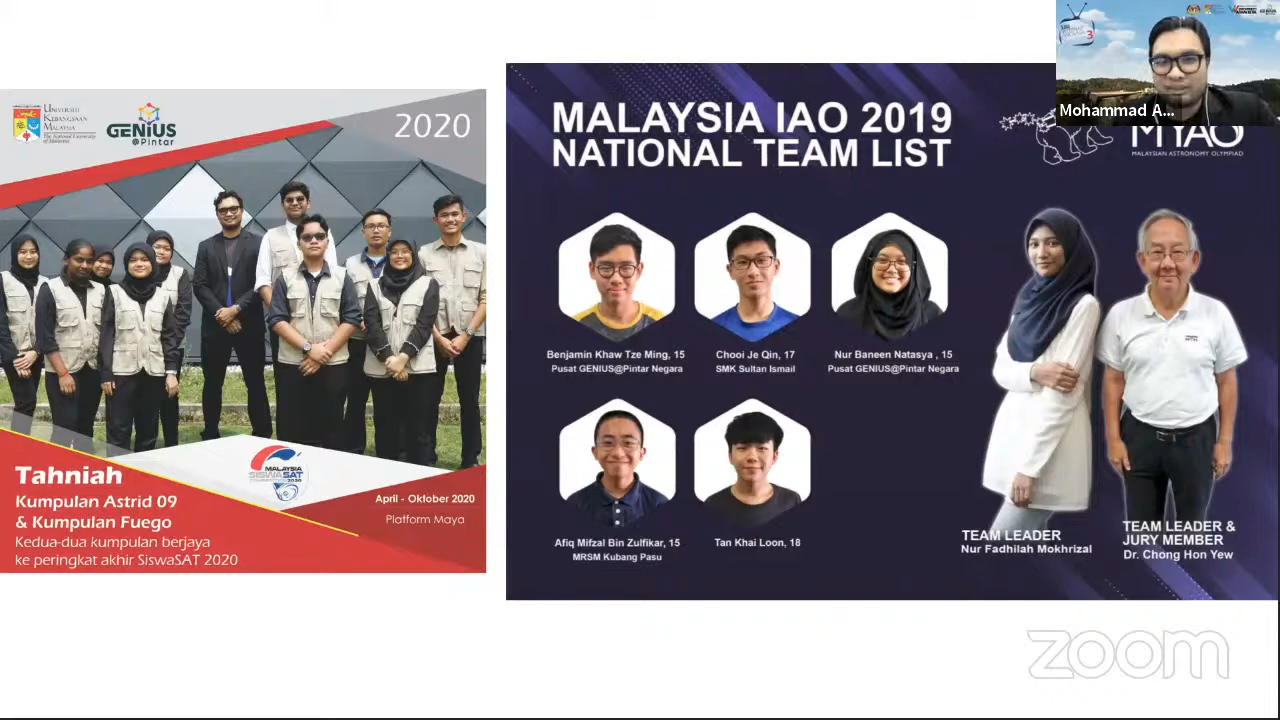 UNIVERSITI
KEBANGSAAN
MALAYSIA
The National University
of Malaysia
GENIUS
@Pintar
2020
Tahniah
Kumpulan Astrid 09
& Kumpulan Fuego
Kedua-dua kumpulan berjaya
ke peringkat akhir SiswaSAT 2020
MALAYSIA
SISWASAT
April - Oktober 2020
Platform Maya
MALAYSIA IAO 2019
NATIONAL TEAM LIST
MYAO
MALAYSIAN ASTRONOMY OLYMPIAD
Benjamin Khaw Tze Ming, 15
Pusat GENIUS@Pintar Negara
Chooi Je Qin, 17
SMK Sultan Ismail
Nur Baneen Natasya , 15
Pusat GENIUS@Pintar Negara
Afiq Mifzal Bin Zulfikar, 15
MRSM Kubang Pasu
Tan Khai Loon, 18
TEAM LEADER
Nur Fadhilah Mokhrizal
TEAM LEADER &
JURY MEMBER
Dr. Chong Hon Yew
3
Mohammad A...
zoom